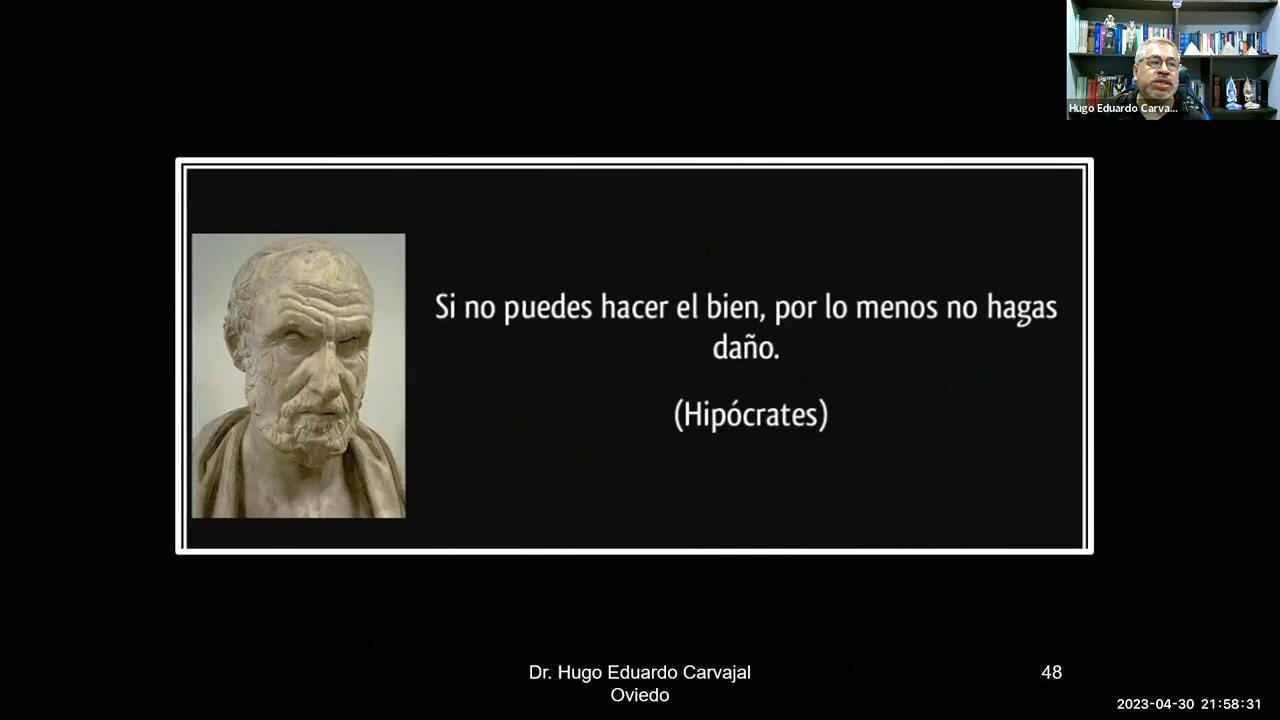 Hugo Eduardo Carva...
Si no puedes hacer el bien, por lo menos no hagas
daño.
(Hipócrates)
Dr. Hugo Eduardo Carvajal
Oviedo
48
2023-04-30 21:58:31